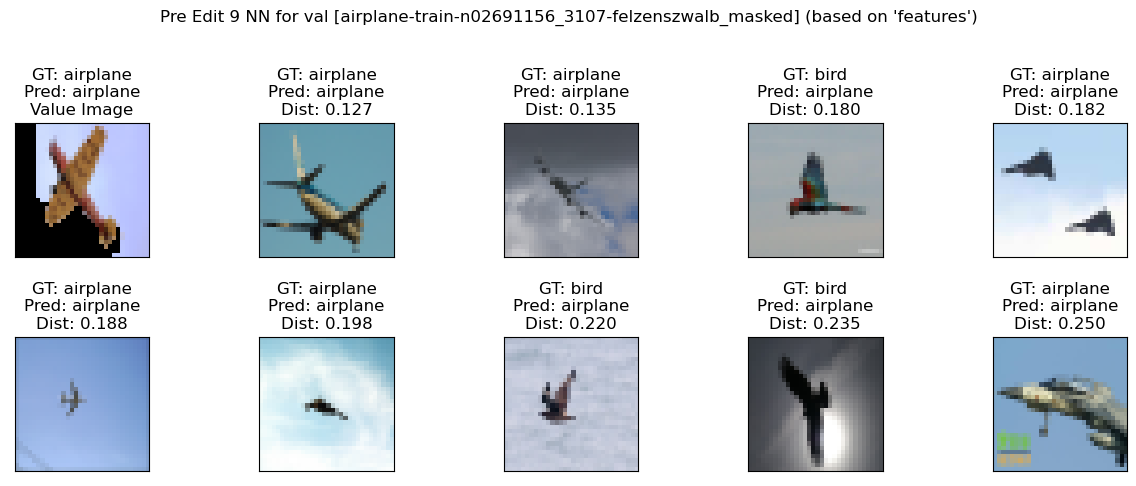 Pre Edit 9 NN for val [airplane-train-n02691156_3107-felzenszwalb_masked] (based on 'features')
GT: airplane
Pred: airplane
Value Image
GT: airplane
Pred: airplane
Dist: 0.127
GT: airplane
Pred: airplane
Dist: 0.135
GT: bird
Pred: airplane
Dist: 0.180
GT: airplane
Pred: airplane
Dist: 0.182
GT: airplane
Pred: airplane
Dist: 0.188
GT: airplane
Pred: airplane
Dist: 0.198
GT: bird
Pred: airplane
Dist: 0.220
GT: bird
Pred: airplane
Dist: 0.235
GT: airplane
Pred: airplane
Dist: 0.250